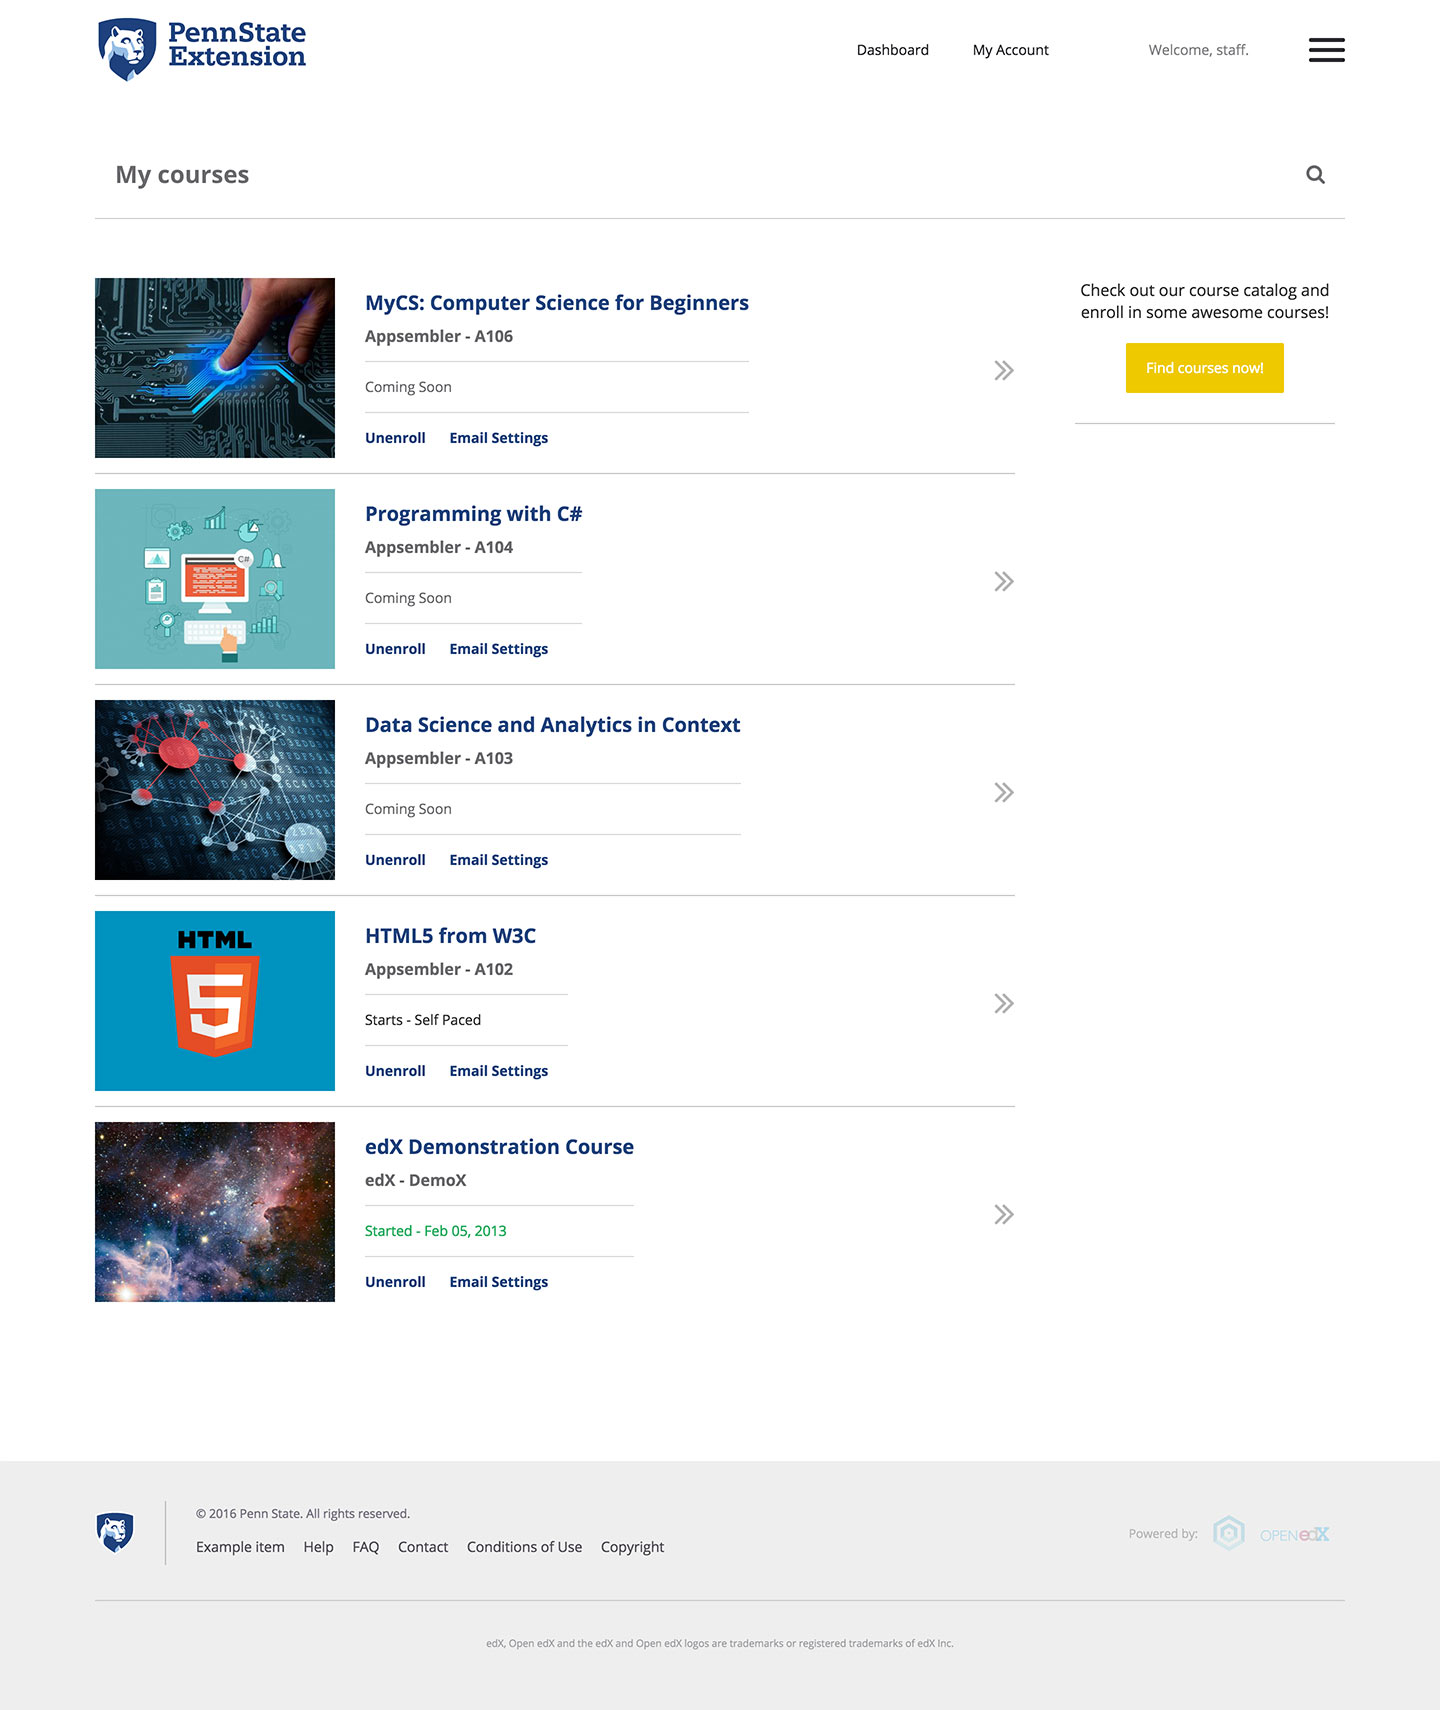 PennState
Extension
Dashboard
My Account
Welcome, staff.
My courses
MyCS: Computer Science for Beginners
Appsembler - A106
Coming Soon
Unenroll
Email Settings
Check out our course catalog and
enroll in some awesome courses!
Find courses now!
C#
Programming with C#
Appsembler - A104
Coming Soon
Unenroll
Email Settings
Data Science and Analytics in Context
Appsembler - A103
Coming Soon
Unenroll
Email Settings
HTML
5
HTML5 from W3C
Appsembler - A102
Starts - Self Paced
Unenroll
Email Settings
edX Demonstration Course
edX - DemoX
Started - Feb 05, 2013
Unenroll
Email Settings
© 2016 Penn State. All rights reserved.
Example item
Help
FAQ
Contact
Conditions of Use
Copyright
Powered by:
OPEN edX
edX, Open edX and the edX and Open edX logos are trademarks or registered trademarks of edX Inc.